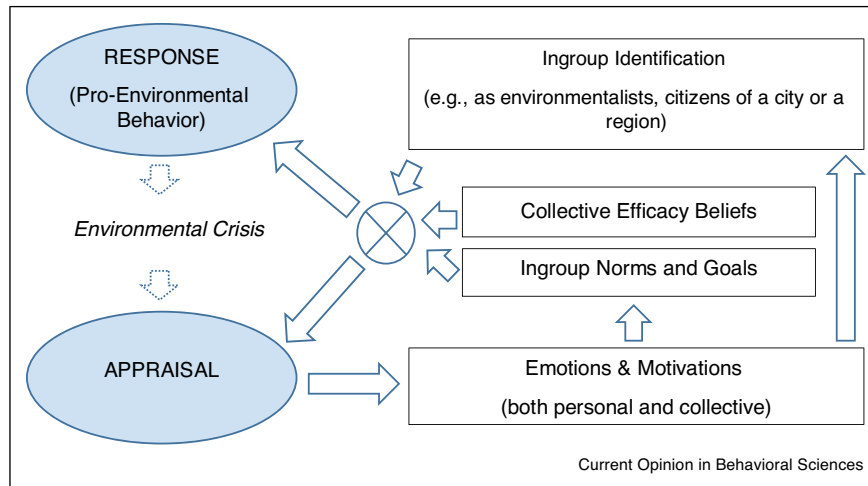 RESPONSE
(Pro-Environmental
Behavior)
Environmental Crisis
APPRAISAL
Ingroup Identification
(e.g., as environmentalists, citizens of a city or a
region)
Collective Efficacy Beliefs
Ingroup Norms and Goals
Emotions & Motivations
(both personal and collective)
Current Opinion in Behavioral Sciences